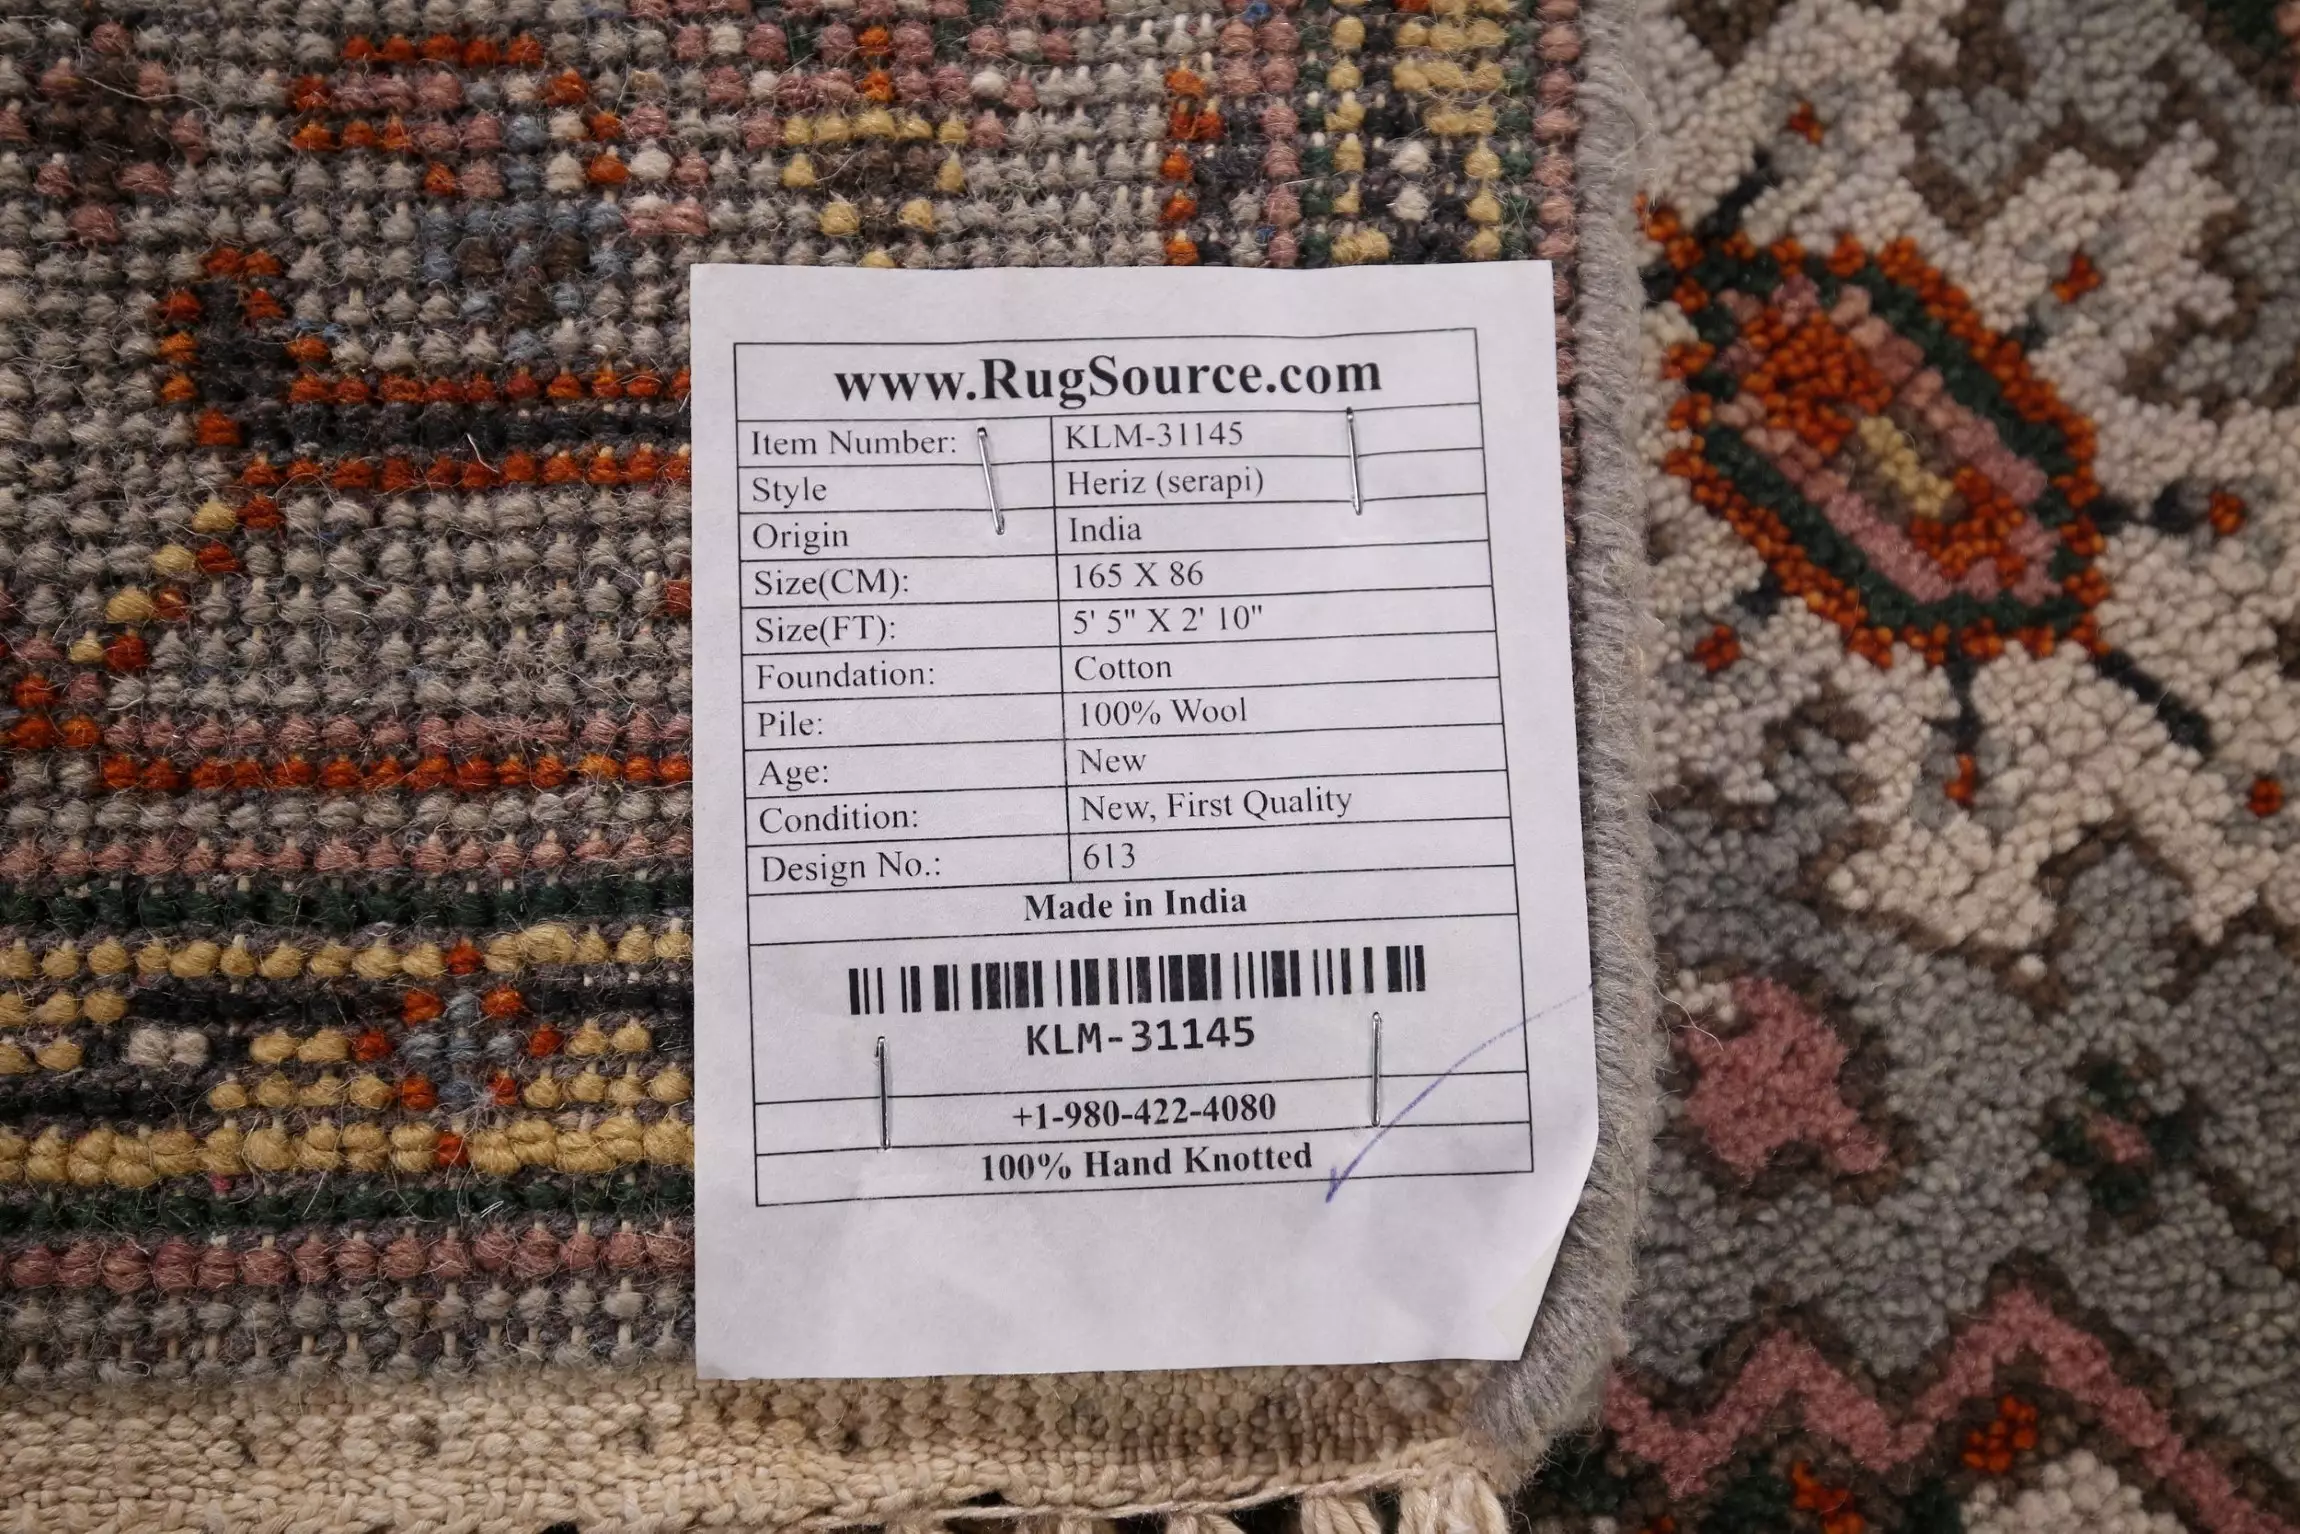 www.RugSource.com
Item Number: KLM-31145
Style Heriz (serapi)
Origin India
Size(CM): 165 X 86
Size(FT): 5' 5" X 2' 10"
Foundation: Cotton
Pile: 100% Wool
Age: New
Condition: New, First Quality
Design No.: 613
Made in India
KLM-31145
+1-980-422-4080
100% Hand Knotted